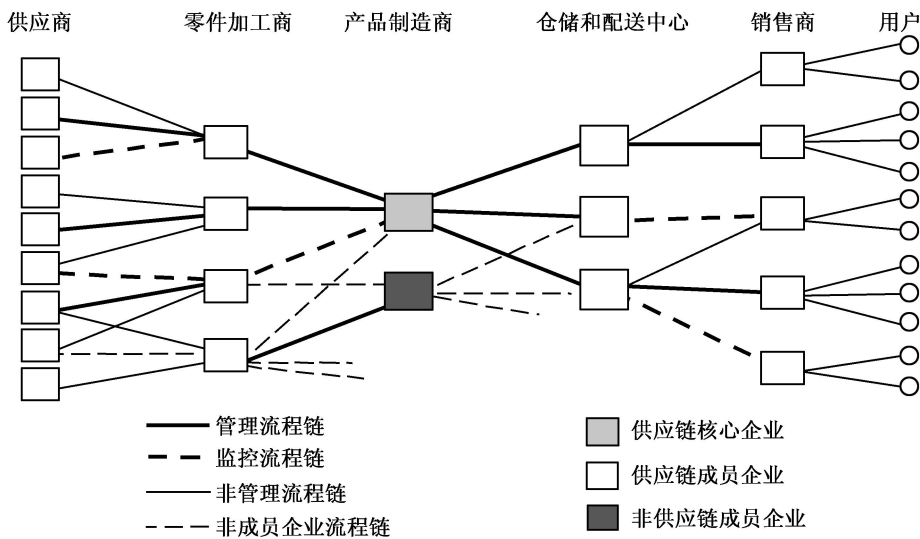 供应商 零件加工商 产品制造商 仓储和配送中心 销售商 用户
管理流程链
监控流程链
非管理流程链
非成员企业流程链
供应链核心企业
供应链成员企业
非供应链成员企业